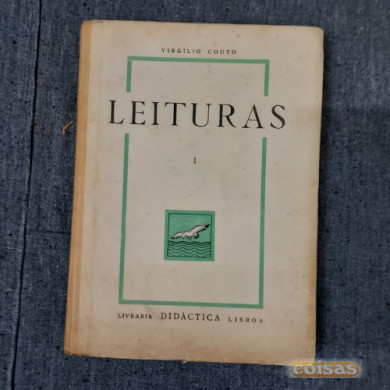 VIRGÍLIO COUTO
LEITURAS
I
LIVRARIA DIDÁCTICA LISBOA
coisas